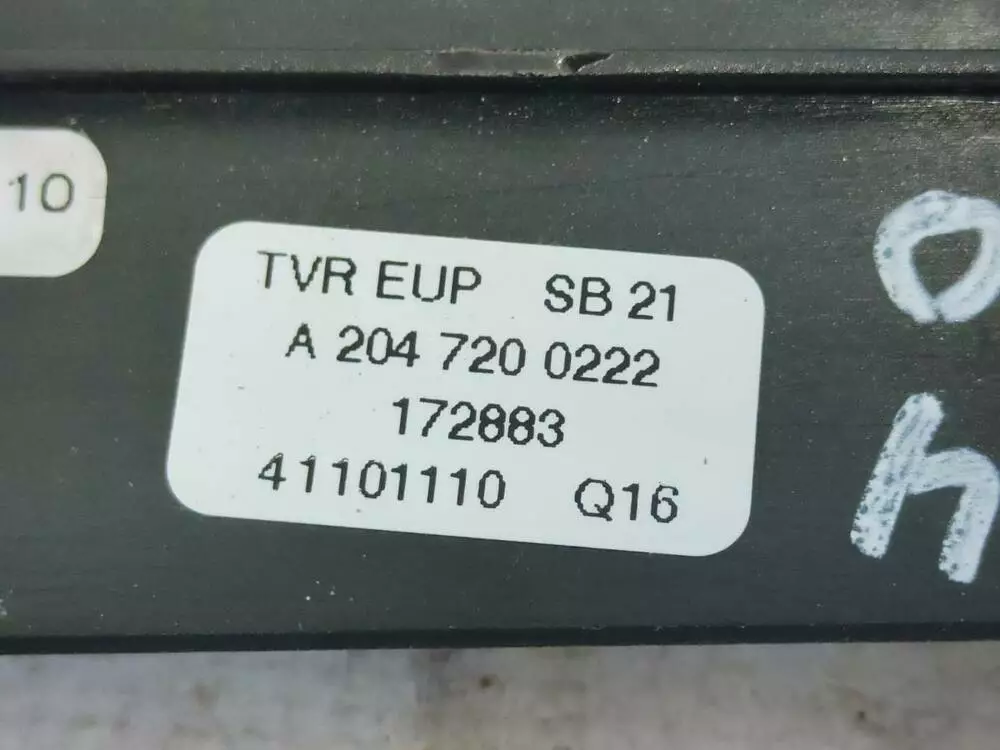 10
TVR EUP SB 21
A 204 720 0222
172883
41101110 Q16